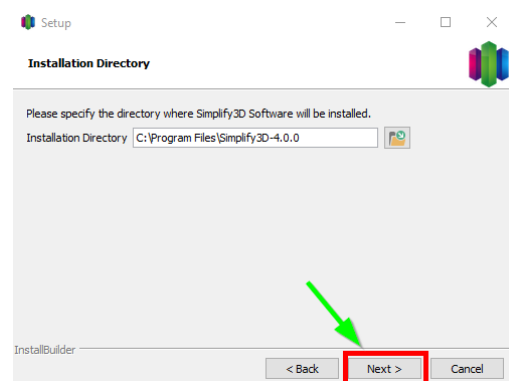 Setup
Installation Directory
Please specify the directory where Simplify3D Software will be installed.
Installation Directory C:\Program Files\Simplify3D-4.0.0
InstallBuilder
< Back Next > Cancel